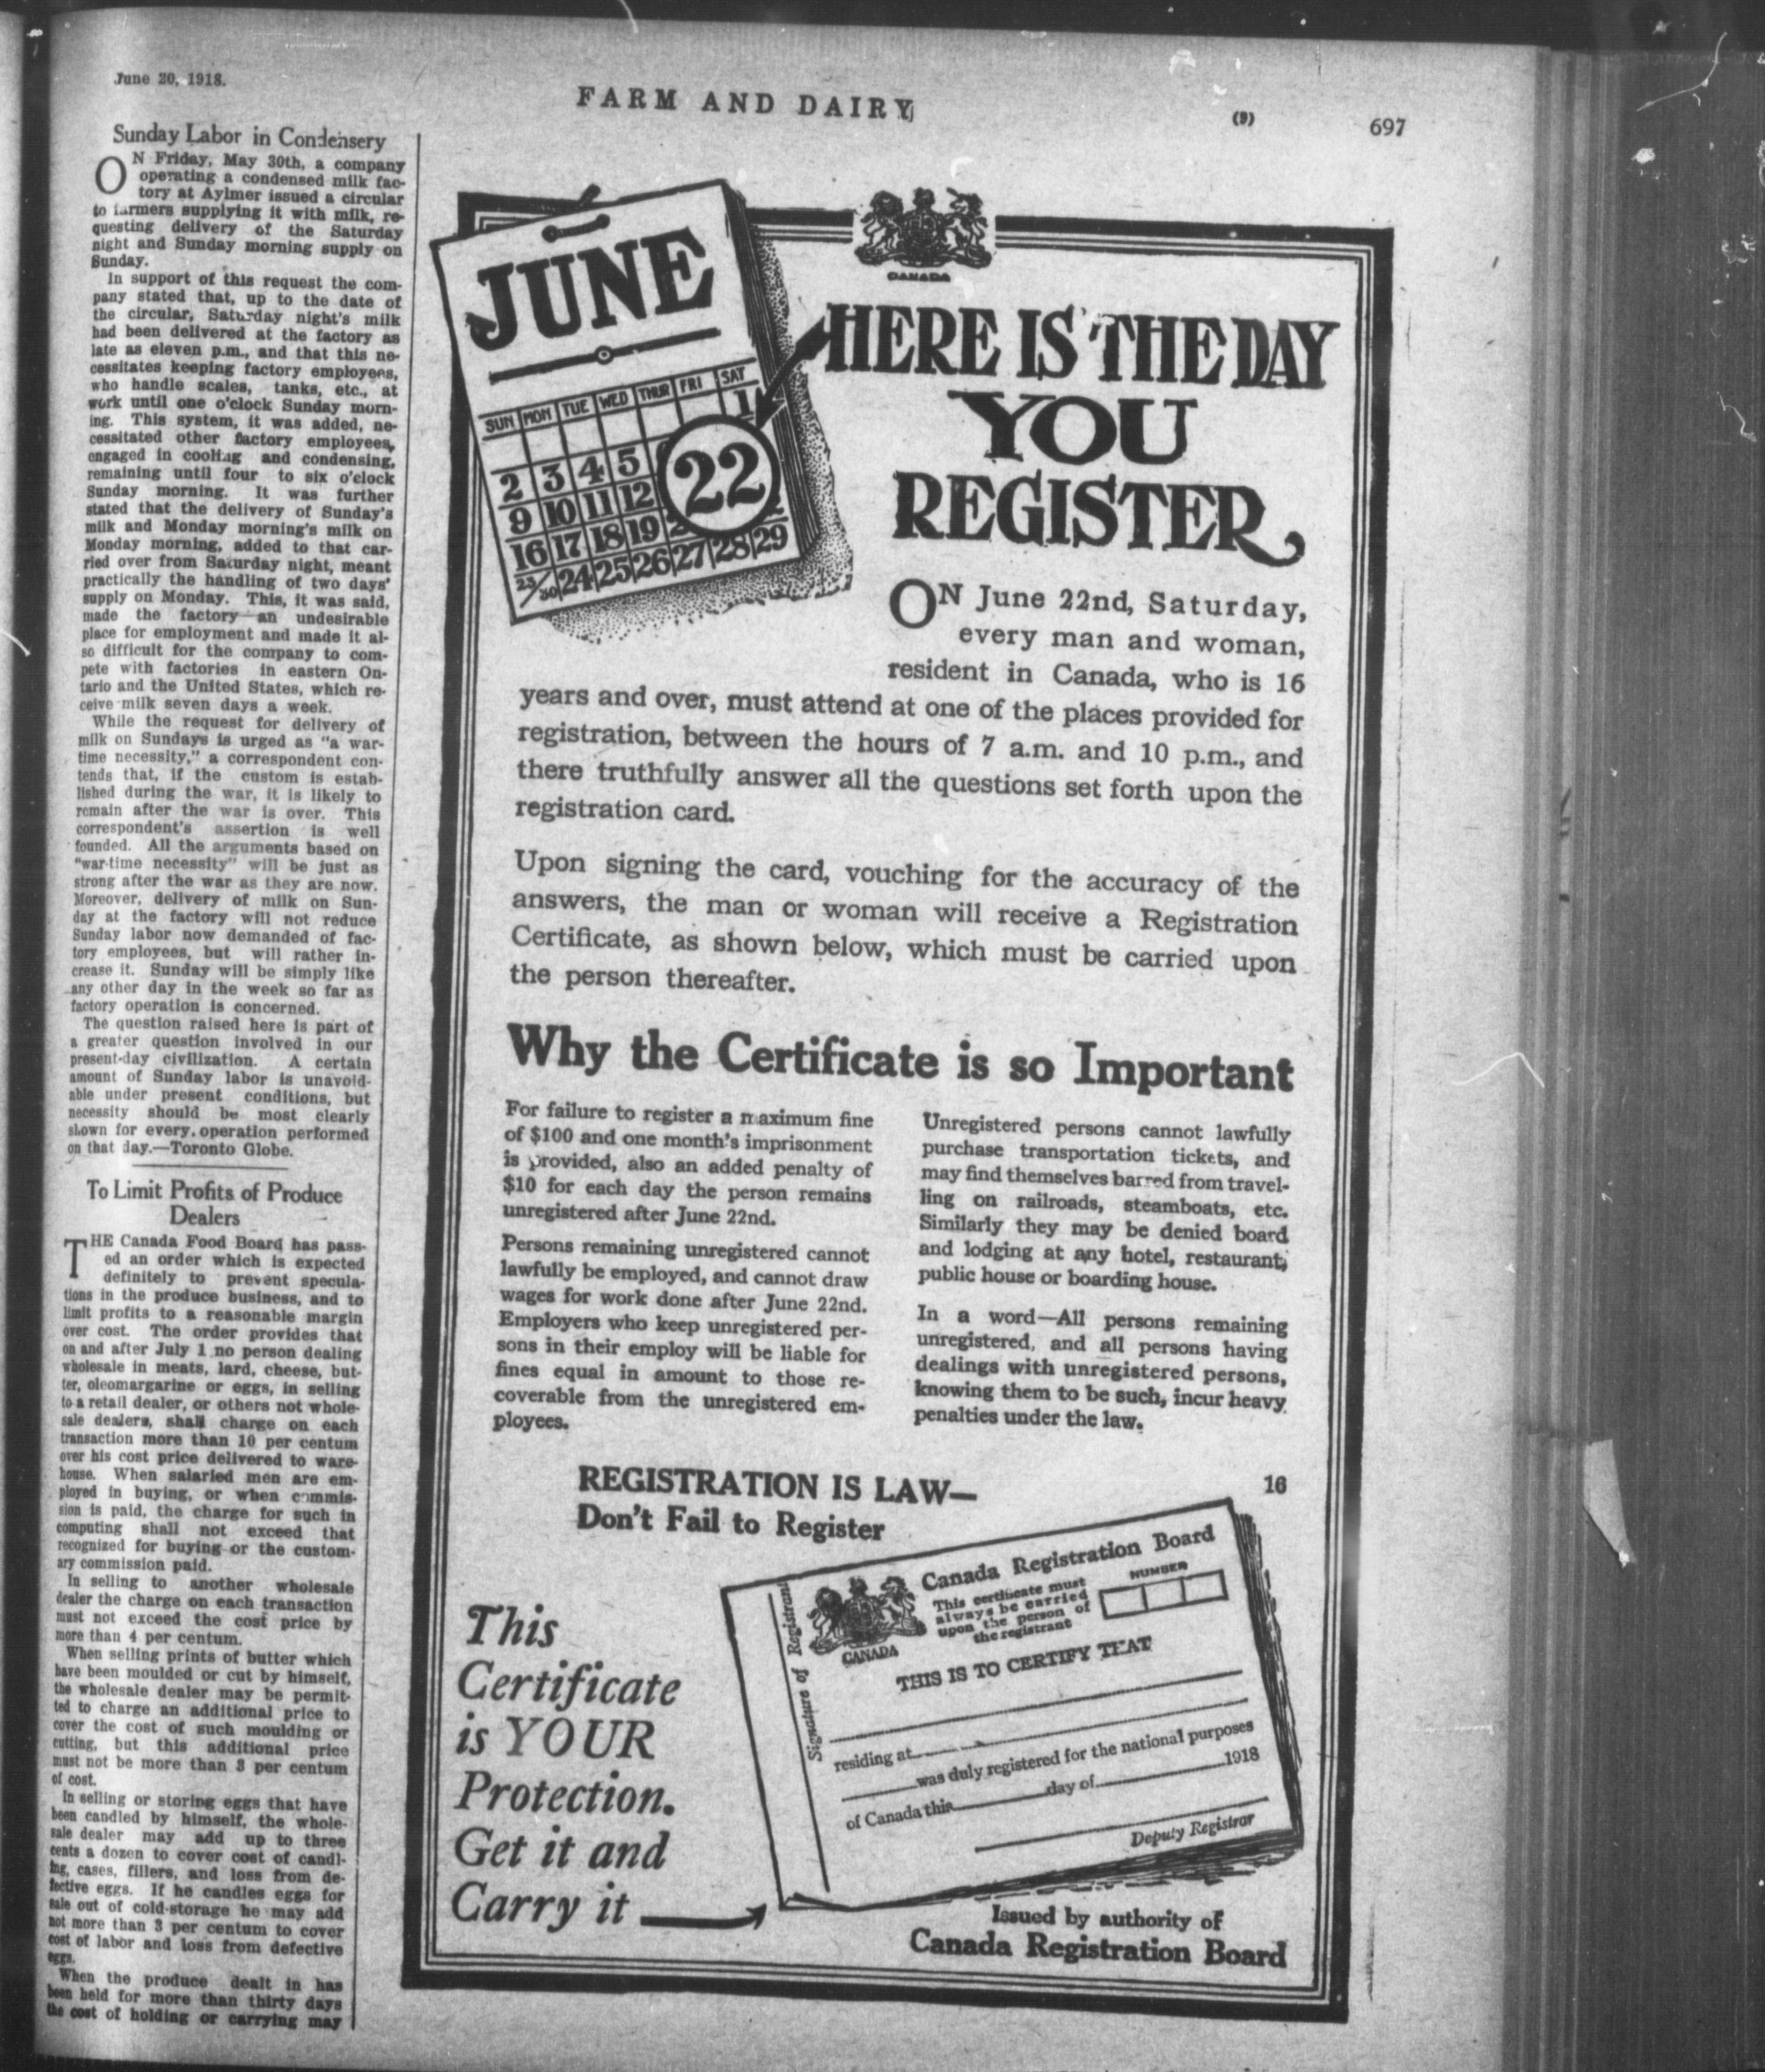 June 20, 1918.
FARM AND DAIRY
(9)
697
Sunday Labor in Condensery
ON Friday, May 30th, a company
operating a condensed milk fac-
tory at Aylmer issued a circular
to farmers supplying it with milk, re-
questing delivery of the Saturday
night and Sunday morning supply on
Sunday.
In support of this request the com-
pany stated that, up to the date of
the circular, Saturday night's milk
had been delivered at the factory as
late as eleven p.m., and that this ne-
cessitates keeping factory employees,
who handle scales, tanks, etc., at
work until one o'clock Sunday morn-
ing. This system, it was added, ne-
cessitated other factory employees,
engaged in cooling and condensing,
remaining until four to six o'clock
Sunday morning. It was further
stated that the delivery of Sunday's
milk and Monday morning's milk on
Monday morning, added to that car-
ried over from Saturday night, meant
practically the handling of two days'
supply on Monday. This, it was said,
made the factory an undesirable
place for employment and made it al-
so difficult for the company to com-
pete with factories in eastern On-
tario and the United States, which re-
ceive milk seven days a week.
While the request for delivery of
milk on Sundays is urged as "a war-
time necessity," a correspondent con-
tends that, if the custom is estab-
lished during the war, it is likely to
remain after the war is over. This
correspondent's assertion is well
founded. All the arguments based on
"war-time necessity" will be just as
strong after the war as they are now.
Moreover, delivery of milk on Sun-
day at the factory will not reduce
Sunday labor now demanded of fac-
tory employees, but will rather in-
crease it. Sunday will be simply like
any other day in the week so far as
factory operation is concerned.
The question raised here is part of
a greater question involved in our
present-day civilization. A certain
amount of Sunday labor is unavoid-
able under present conditions, but
necessity should be most clearly
shown for every operation performed
on that day.—Toronto Globe.
To Limit Profits of Produce
Dealers
THE Canada Food Board has pass-
ed an order which is expected
definitely to prevent specula-
tions in the produce business, and to
limit profits to a reasonable margin
over cost. The order provides that
on and after July 1 no person dealing
wholesale in meats, lard, cheese, but-
ter, oleomargarine or eggs, in selling
to a retail dealer, or others not whole-
sale dealers, shall charge on each
transaction more than 10 per centum
over his cost price delivered to ware-
house. When salaried men are em-
ployed in buying, or when commis-
sion is paid, the charge for such in
computing shall not exceed that
recognized for buying or the custom-
ary commission paid.
In selling to another wholesale
dealer the charge on each transaction
must not exceed the cost price by
more than 4 per centum.
When selling prints of butter which
have been moulded or cut by himself,
the wholesale dealer may be permit-
ted to charge an additional price to
cover the cost of such moulding or
cutting, but this additional price
must not be more than 3 per centum
of cost.
In selling or storing eggs that have
been candled by himself, the whole-
sale dealer may add up to three
cents a dozen to cover cost of candl-
ing, cases, fillers, and loss from de-
fective eggs. If he candles eggs for
sale out of cold-storage he may add
not more than 3 per centum to cover
cost of labor and loss from defective
eggs.
When the produce dealt in has
been held for more than thirty days
the cost of holding or carrying may
JUNE
SUN MON TUE WED THUR FRI SAT
1
2 3 4 5
9 10 11 12
22
16 17 18 19
23/30 24 25 26 27 28 29
CANADA
HERE IS THE DAY
YOU
REGISTER
ON June 22nd, Saturday,
every man and woman,
resident in Canada, who is 16
years and over, must attend at one of the places provided for
registration, between the hours of 7 a.m. and 10 p.m., and
there truthfully answer all the questions set forth upon the
registration card.
Upon signing the card, vouching for the accuracy of the
answers, the man or woman will receive a Registration
Certificate, as shown below, which must be carried upon
the person thereafter.
Why the Certificate is so Important
For failure to register a maximum fine
of $100 and one month's imprisonment
is provided, also an added penalty of
$10 for each day the person remains
unregistered after June 22nd.
Persons remaining unregistered cannot
lawfully be employed, and cannot draw
wages for work done after June 22nd.
Employers who keep unregistered per-
sons in their employ will be liable for
fines equal in amount to those re-
coverable from the unregistered em-
ployees.
Unregistered persons cannot lawfully
purchase transportation tickets, and
may find themselves barred from travel-
ling on railroads, steamboats, etc.
Similarly they may be denied board
and lodging at any hotel, restaurant,
public house or boarding house.
In a word—All persons remaining
unregistered, and all persons having
dealings with unregistered persons,
knowing them to be such, incur heavy
penalties under the law.
REGISTRATION IS LAW—
Don't Fail to Register
16
This
Certificate
is YOUR
Protection.
Get it and
Carry it
Signature of Registrant
CANADA
Canada Registration Board
This certificate must
always be carried
upon the person of
the registrant
NUMBER
THIS IS TO CERTIFY THAT
residing at
was duly registered for the national purposes
of Canada this day of 1918
Deputy Registrar
Issued by authority of
Canada Registration Board